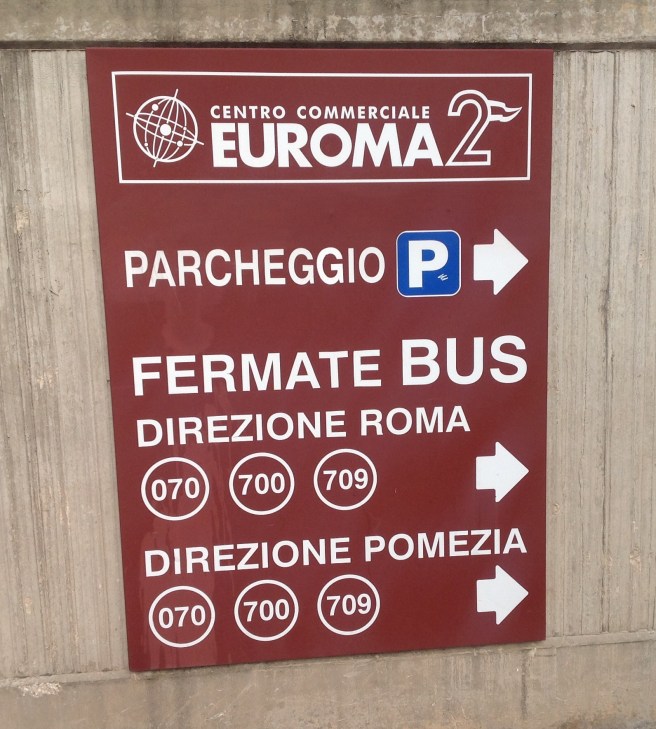 CENTRO COMMERCIALE
EUROMA2
PARCHEGGIO P
FERMATE BUS
DIREZIONE ROMA
070 700 709
DIREZIONE POMEZIA
070 700 709